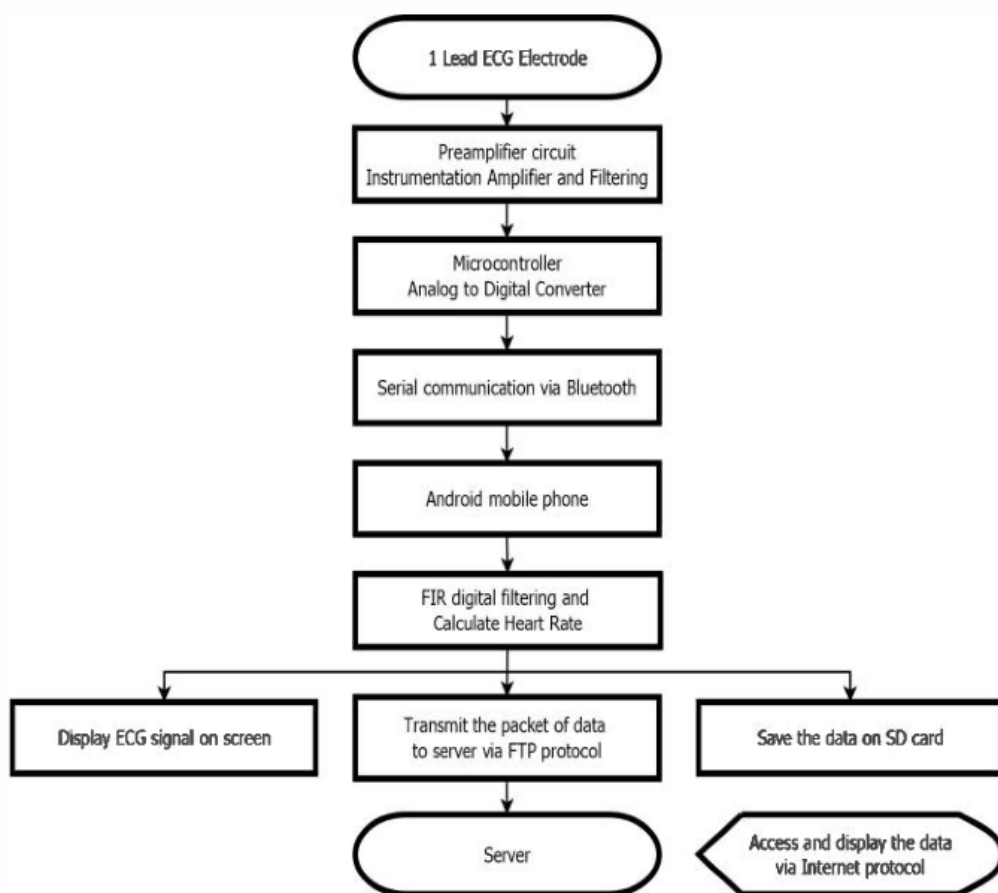 1 Lead ECG Electrode
Preamplifier circuit
Instrumentation Amplifier and Filtering
Microcontroller
Analog to Digital Converter
Serial communication via Bluetooth
Android mobile phone
FIR digital filtering and
Calculate Heart Rate
Display ECG signal on screen
Transmit the packet of data
to server via FTP protocol
Save the data on SD card
Server
Access and display the data
via Internet protocol